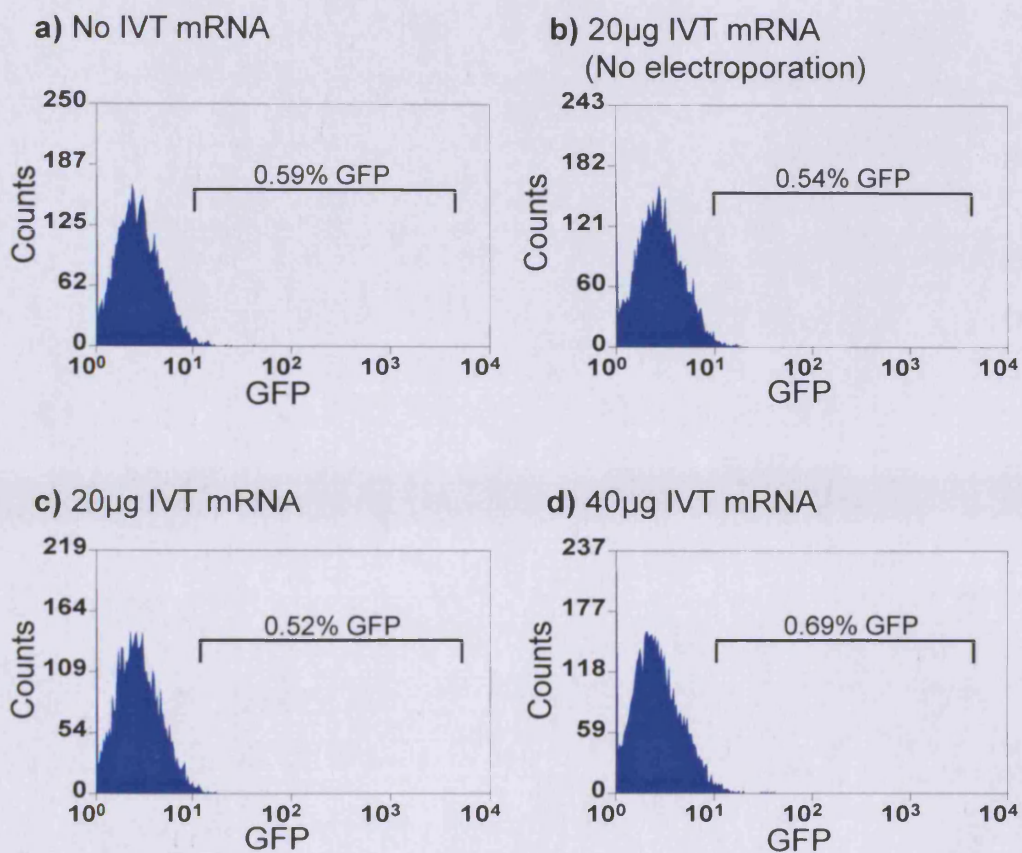 a) No IVT mRNA
250
187
125
62
0
Counts
0.59% GFP
10⁰ 10¹ 10² 10³ 10⁴
GFP
b) 20µg IVT mRNA
(No electroporation)
243
182
121
60
0
Counts
0.54% GFP
10⁰ 10¹ 10² 10³ 10⁴
GFP
c) 20µg IVT mRNA
219
164
109
54
0
Counts
0.52% GFP
10⁰ 10¹ 10² 10³ 10⁴
GFP
d) 40µg IVT mRNA
237
177
118
59
0
Counts
0.69% GFP
10⁰ 10¹ 10² 10³ 10⁴
GFP